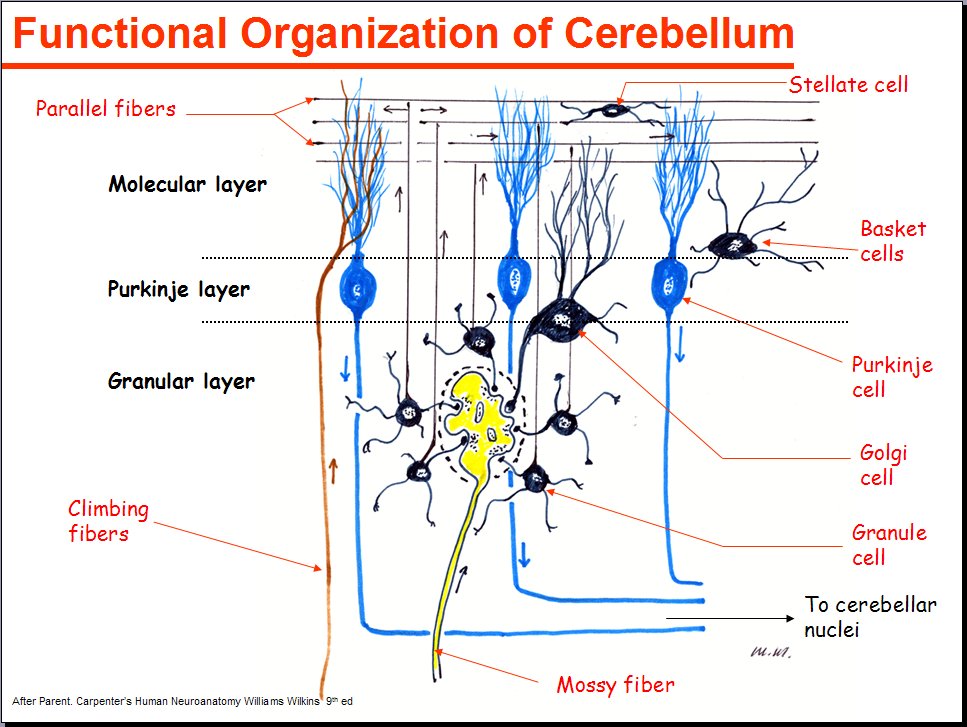 Functional Organization of Cerebellum
Stellate cell
Parallel fibers
Molecular layer
Basket
cells
Purkinje layer
Purkinje
cell
Granular layer
Golgi
cell
Climbing
fibers
Granule
cell
To cerebellar
nuclei
m.m.
Mossy fiber
After Parent. Carpenter's Human Neuroanatomy Williams Wilkins 9th ed